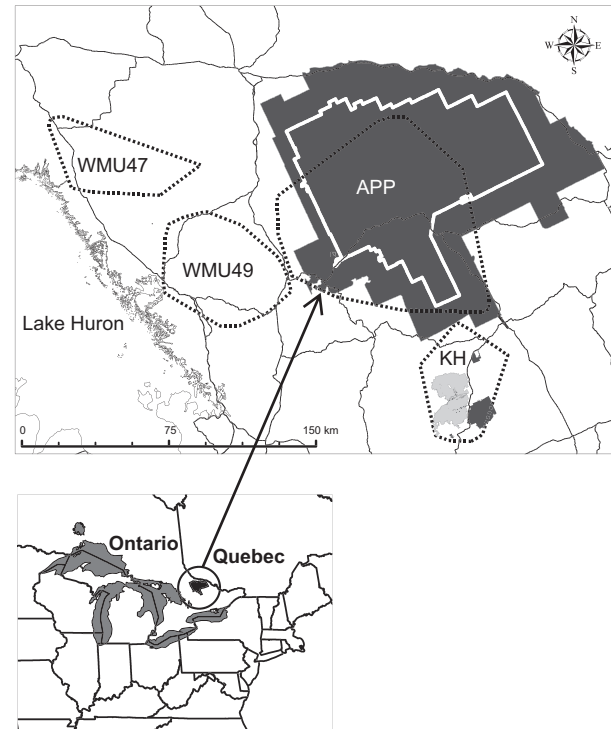 N
W E
S
WMU47
APP
WMU49
Lake Huron
KH
0 75 150 km
Ontario
Quebec